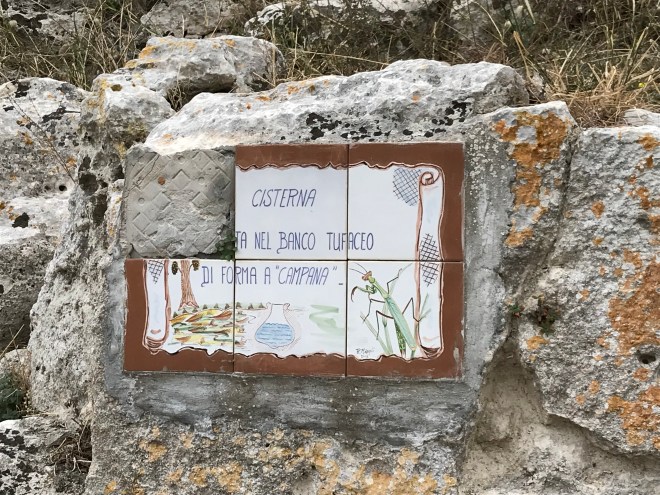 CISTERNA
TA NEL BANCO TUFACEO
DI FORMA A "CAMPANA"